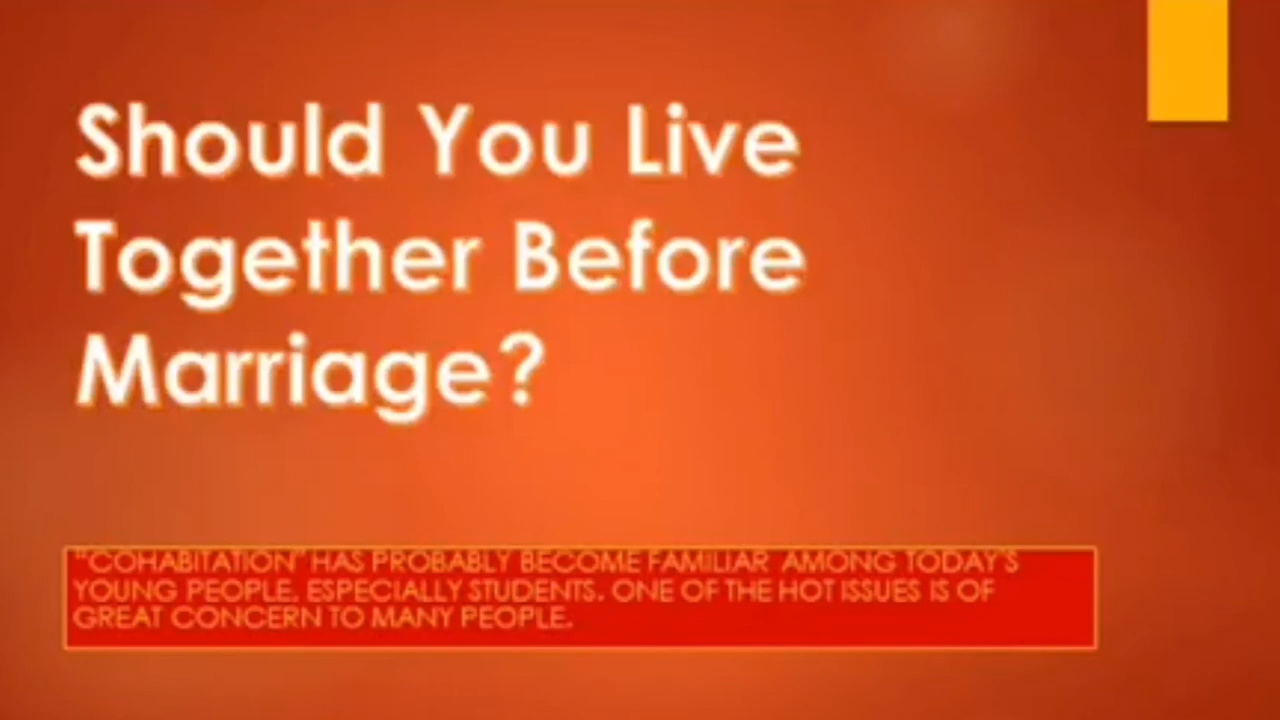 Should You Live
Together Before
Marriage?
"COHABITATION" HAS PROBABLY BECOME FAMILIAR AMONG TODAY'S
YOUNG PEOPLE. ESPECIALLY STUDENTS. ONE OF THE HOT ISSUES IS OF
GREAT CONCERN TO MANY PEOPLE.